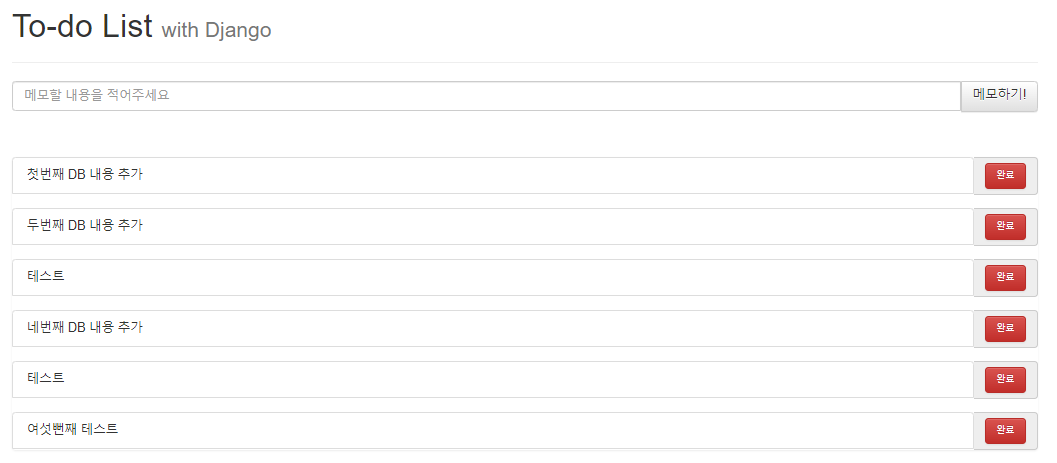 To-do List with Django
메모할 내용을 적어주세요 메모하기!
첫번째 DB 내용 추가 완료
두번째 DB 내용 추가 완료
테스트 완료
네번째 DB 내용 추가 완료
테스트 완료
여섯뻔째 테스트 완료